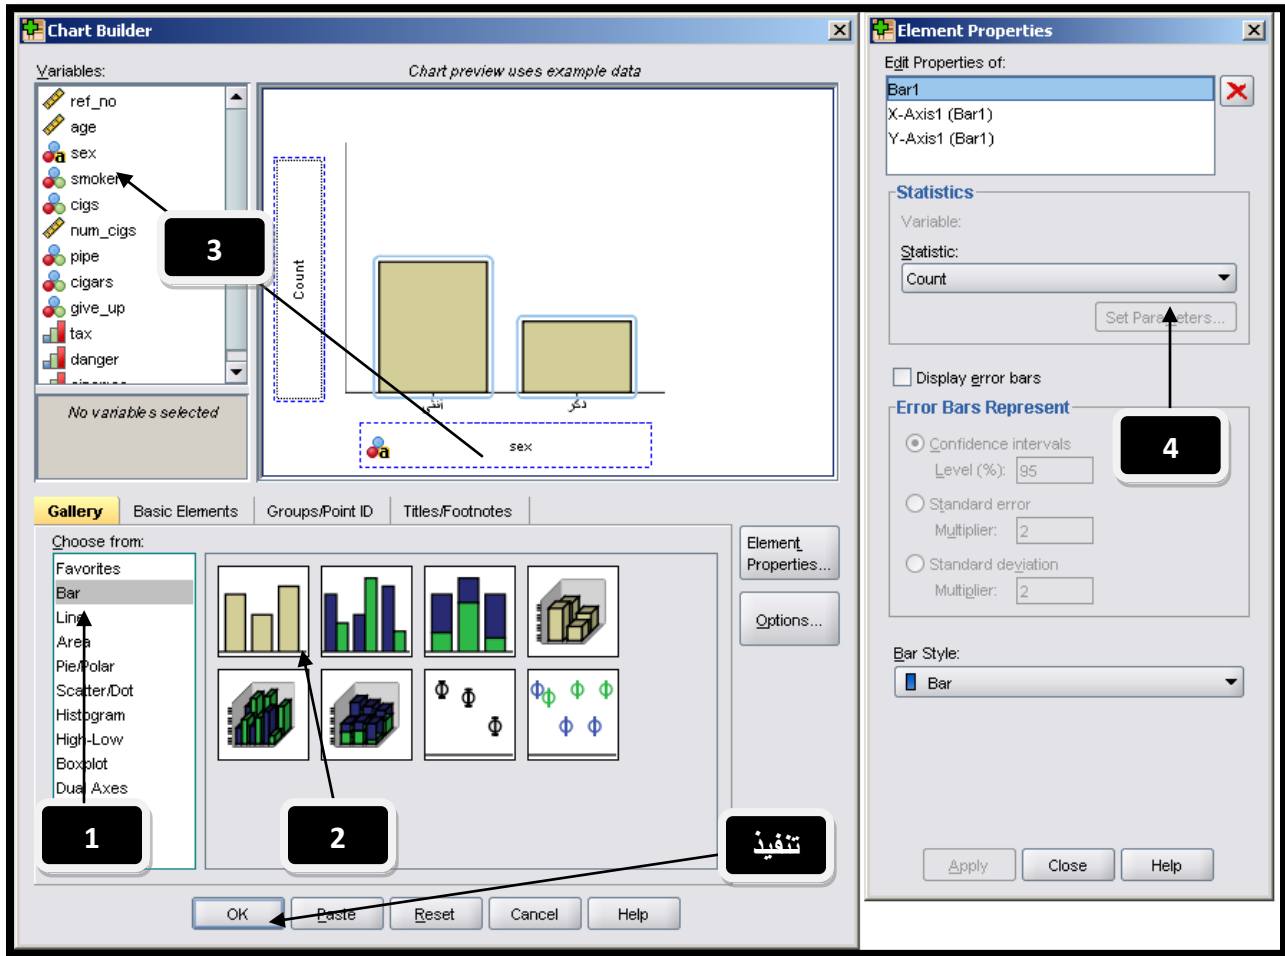 Chart Builder
Variables:
Chart preview uses example data
ref_no
age
sex
smoker
cigs
num_cigs
pipe
cigars
give_up
tax
danger
3
Count
أنثى
ذكر
sex
No variables selected
Gallery
Basic Elements
Groups/Point ID
Titles/Footnotes
Choose from:
Favorites
Bar
Line
Area
Pie/Polar
Scatter/Dot
Histogram
High-Low
Boxplot
Dual Axes
1
2
Element Properties...
Options...
تنفيذ
OK
Paste
Reset
Cancel
Help
Element Properties
Edit Properties of:
Bar1
X-Axis1 (Bar1)
Y-Axis1 (Bar1)
Statistics
Variable:
Statistic:
Count
Set Parameters...
Display error bars
Error Bars Represent
4
Confidence intervals
Level (%): 95
Standard error
Multiplier: 2
Standard deviation
Multiplier: 2
Bar Style:
Bar
Apply
Close
Help